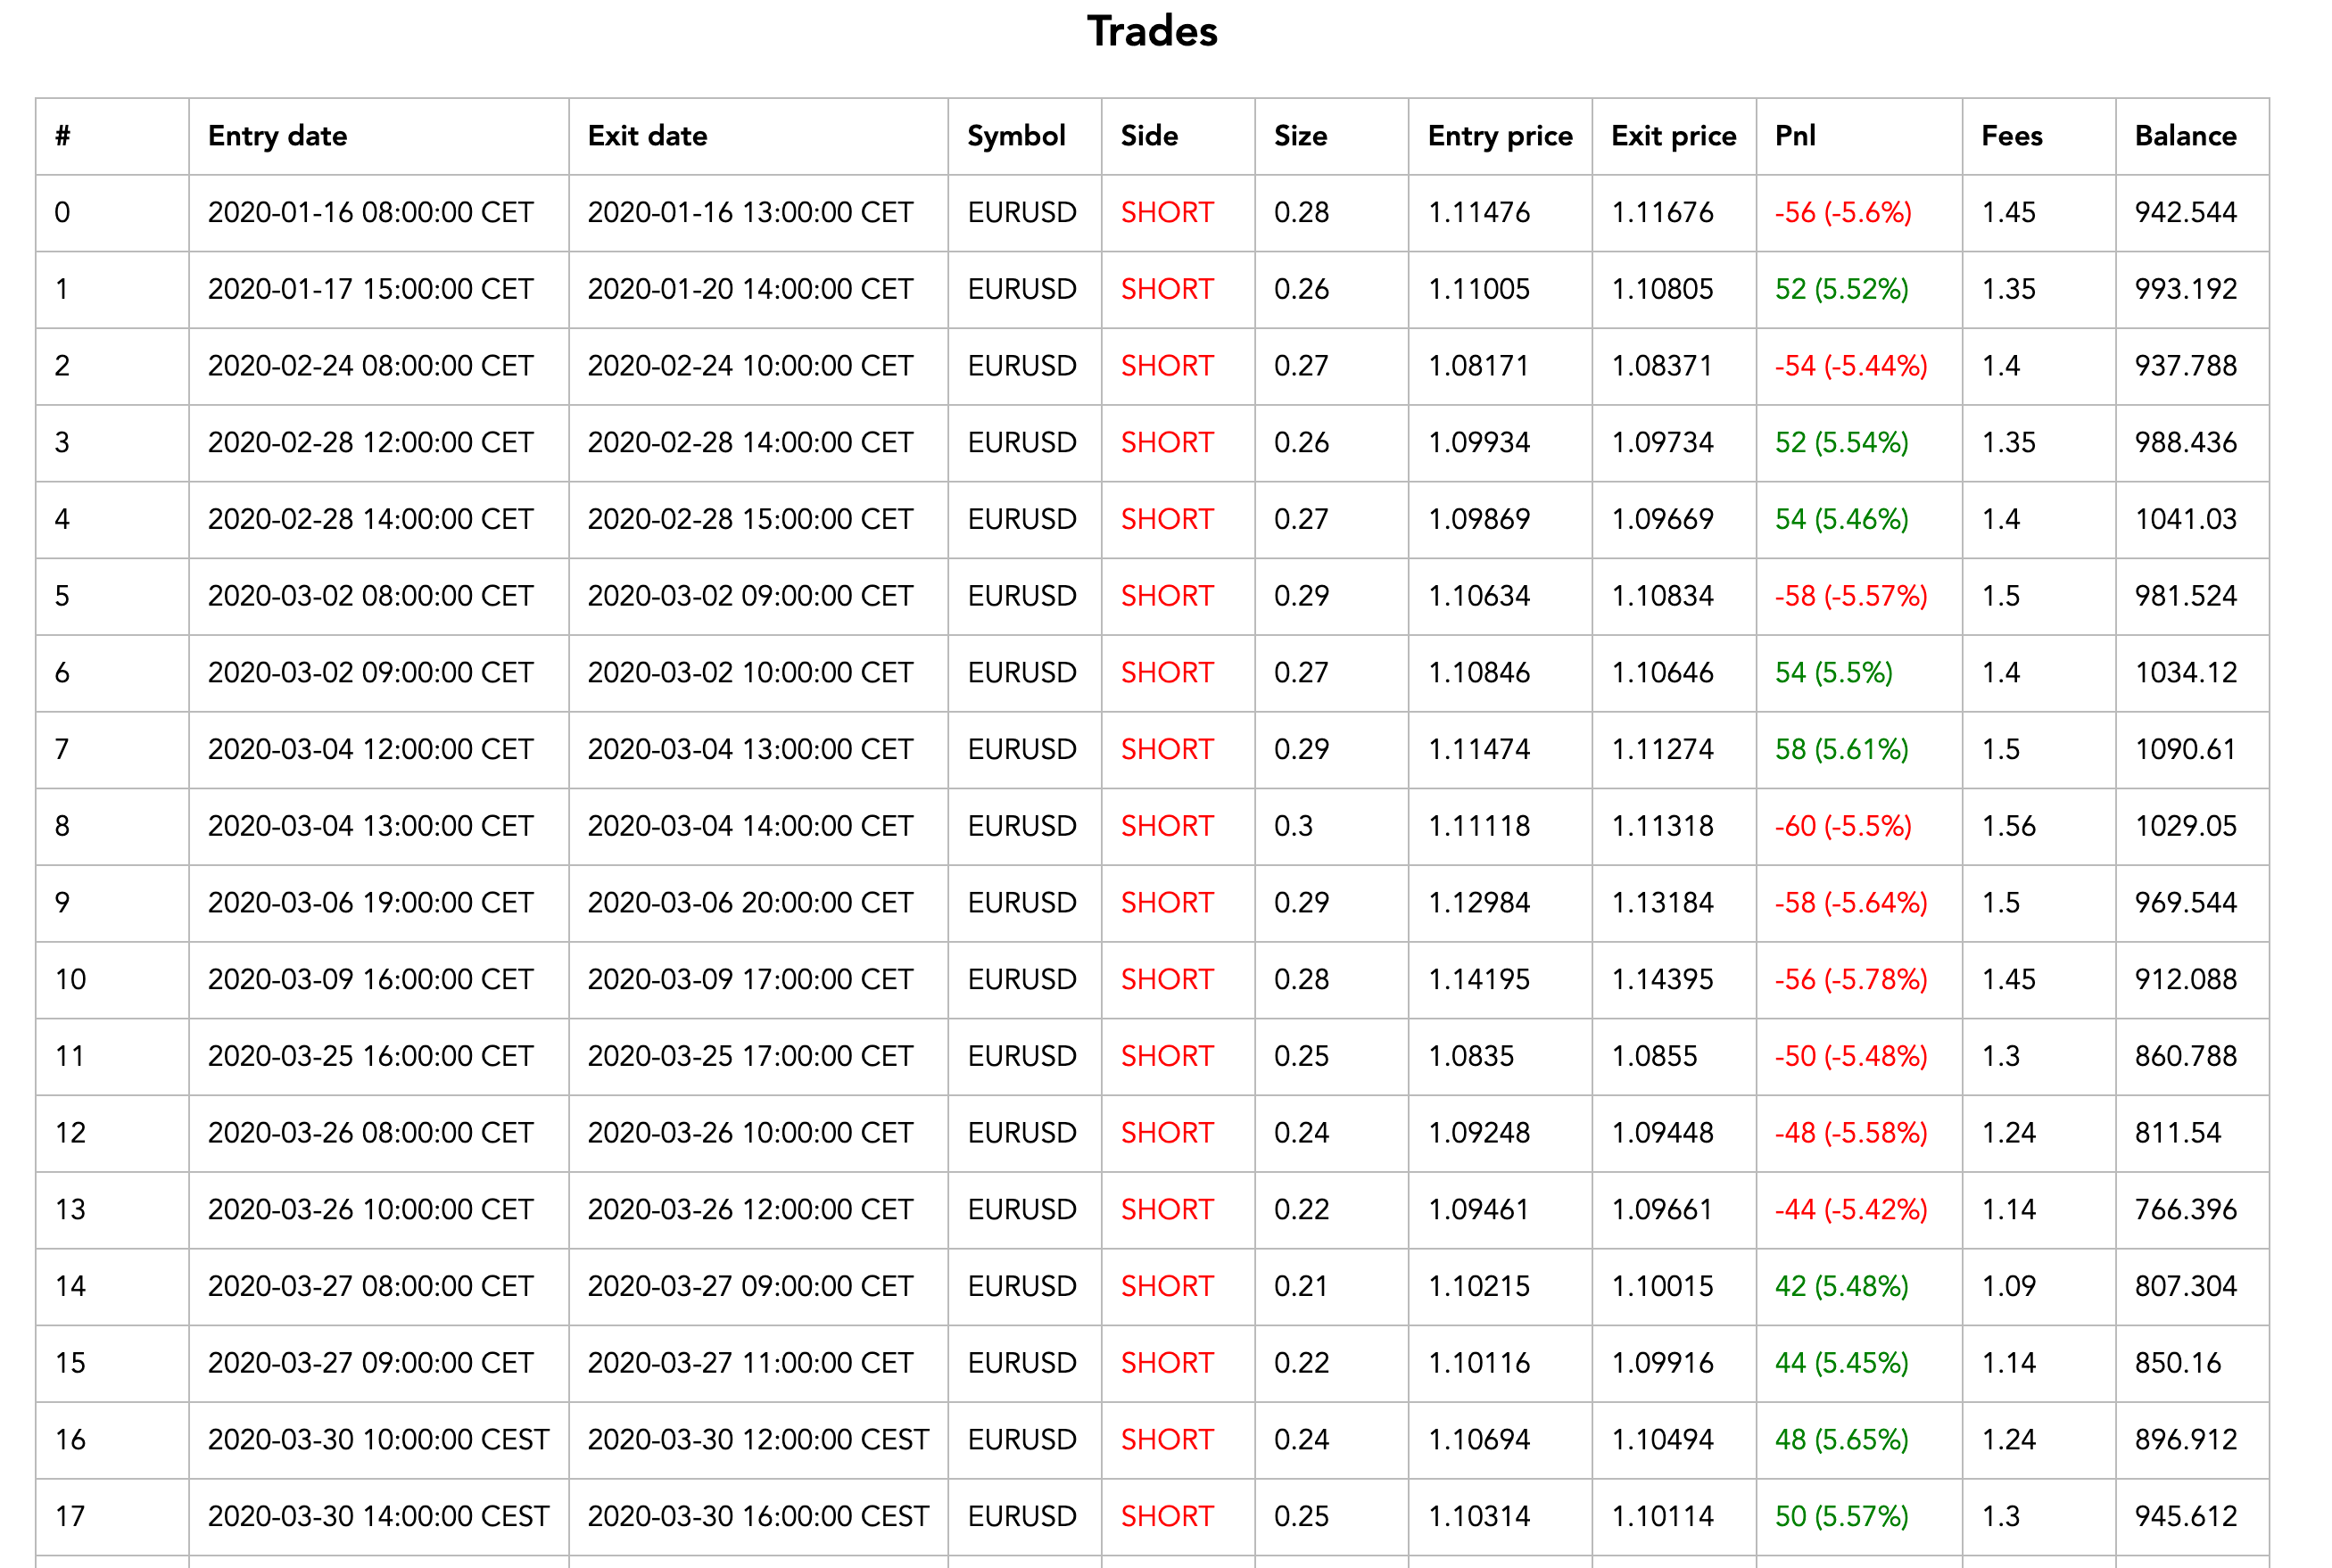 Trades
# Entry date Exit date Symbol Side Size Entry price Exit price Pnl Fees Balance
0 2020-01-16 08:00:00 CET 2020-01-16 13:00:00 CET EURUSD SHORT 0.28 1.11476 1.11676 -56 (-5.6%) 1.45 942.544
1 2020-01-17 15:00:00 CET 2020-01-20 14:00:00 CET EURUSD SHORT 0.26 1.11005 1.10805 52 (5.52%) 1.35 993.192
2 2020-02-24 08:00:00 CET 2020-02-24 10:00:00 CET EURUSD SHORT 0.27 1.08171 1.08371 -54 (-5.44%) 1.4 937.788
3 2020-02-28 12:00:00 CET 2020-02-28 14:00:00 CET EURUSD SHORT 0.26 1.09934 1.09734 52 (5.54%) 1.35 988.436
4 2020-02-28 14:00:00 CET 2020-02-28 15:00:00 CET EURUSD SHORT 0.27 1.09869 1.09669 54 (5.46%) 1.4 1041.03
5 2020-03-02 08:00:00 CET 2020-03-02 09:00:00 CET EURUSD SHORT 0.29 1.10634 1.10834 -58 (-5.57%) 1.5 981.524
6 2020-03-02 09:00:00 CET 2020-03-02 10:00:00 CET EURUSD SHORT 0.27 1.10846 1.10646 54 (5.5%) 1.4 1034.12
7 2020-03-04 12:00:00 CET 2020-03-04 13:00:00 CET EURUSD SHORT 0.29 1.11474 1.11274 58 (5.61%) 1.5 1090.61
8 2020-03-04 13:00:00 CET 2020-03-04 14:00:00 CET EURUSD SHORT 0.3 1.11118 1.11318 -60 (-5.5%) 1.56 1029.05
9 2020-03-06 19:00:00 CET 2020-03-06 20:00:00 CET EURUSD SHORT 0.29 1.12984 1.13184 -58 (-5.64%) 1.5 969.544
10 2020-03-09 16:00:00 CET 2020-03-09 17:00:00 CET EURUSD SHORT 0.28 1.14195 1.14395 -56 (-5.78%) 1.45 912.088
11 2020-03-25 16:00:00 CET 2020-03-25 17:00:00 CET EURUSD SHORT 0.25 1.0835 1.0855 -50 (-5.48%) 1.3 860.788
12 2020-03-26 08:00:00 CET 2020-03-26 10:00:00 CET EURUSD SHORT 0.24 1.09248 1.09448 -48 (-5.58%) 1.24 811.54
13 2020-03-26 10:00:00 CET 2020-03-26 12:00:00 CET EURUSD SHORT 0.22 1.09461 1.09661 -44 (-5.42%) 1.14 766.396
14 2020-03-27 08:00:00 CET 2020-03-27 09:00:00 CET EURUSD SHORT 0.21 1.10215 1.10015 42 (5.48%) 1.09 807.304
15 2020-03-27 09:00:00 CET 2020-03-27 11:00:00 CET EURUSD SHORT 0.22 1.10116 1.09916 44 (5.45%) 1.14 850.16
16 2020-03-30 10:00:00 CEST 2020-03-30 12:00:00 CEST EURUSD SHORT 0.24 1.10694 1.10494 48 (5.65%) 1.24 896.912
17 2020-03-30 14:00:00 CEST 2020-03-30 16:00:00 CEST EURUSD SHORT 0.25 1.10314 1.10114 50 (5.57%) 1.3 945.612